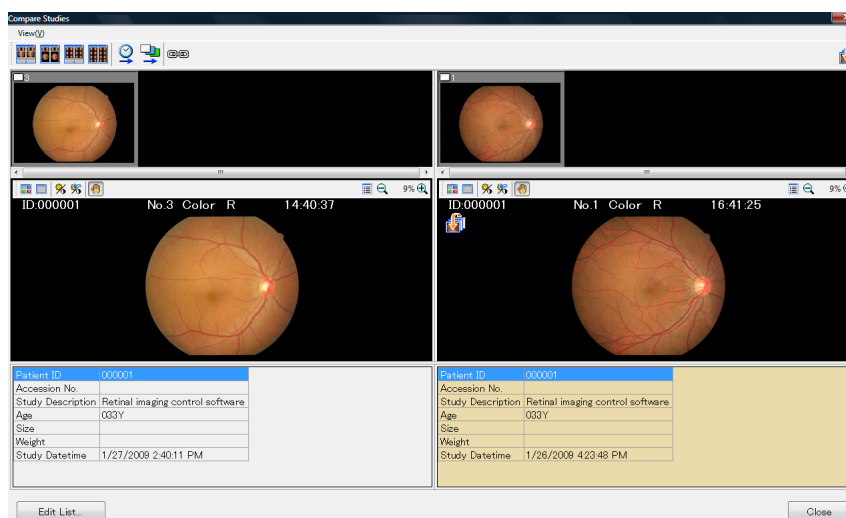 Compare Studies
View(V)
3
1
9%
9%
ID:000001 No.3 Color R 14:40:37
ID:000001 No.1 Color R 16:41:25
Patient ID 000001
Accession No.
Study Description Retinal imaging control software
Age 033Y
Size
Weight
Study Datetime 1/27/2009 2:40:11 PM
Patient ID 000001
Accession No.
Study Description Retinal imaging control software
Age 033Y
Size
Weight
Study Datetime 1/26/2009 4:23:48 PM
Edit List...
Close